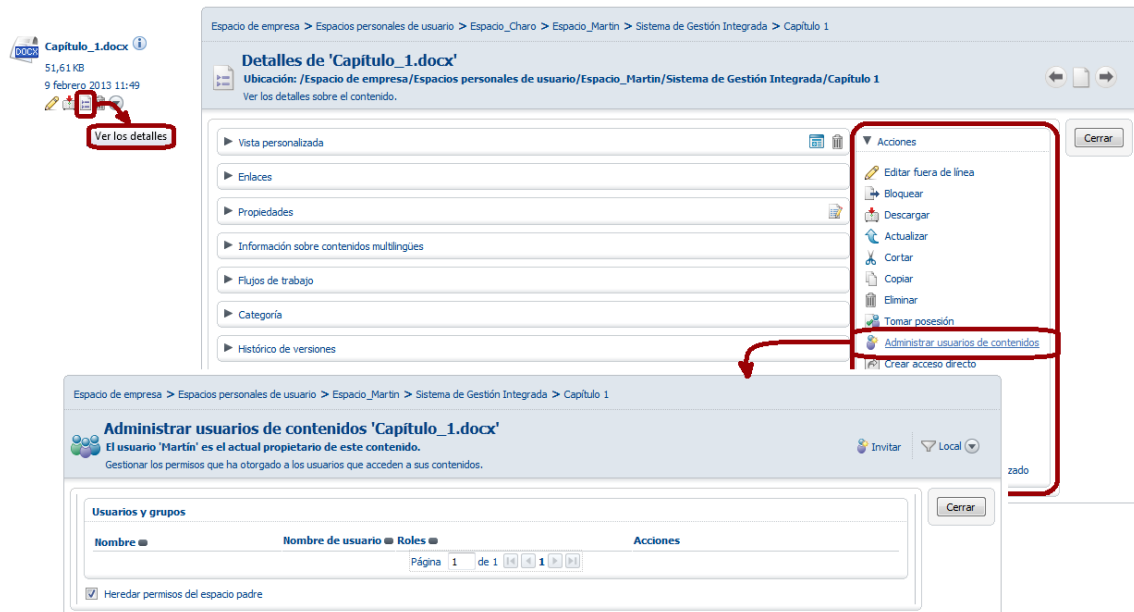 Capítulo_1.docx
51,61 KB
9 febrero 2013 11:49
Ver los detalles
Espacio de empresa > Espacios personales de usuario > Espacio_Charo > Espacio_Martin > Sistema de Gestión Integrada > Capítulo 1
Detalles de 'Capítulo_1.docx'
Ubicación: /Espacio de empresa/Espacios personales de usuario/Espacio_Martin/Sistema de Gestión Integrada/Capítulo 1
Ver los detalles sobre el contenido.
Vista personalizada
Enlaces
Propiedades
Información sobre contenidos multilingües
Flujos de trabajo
Categoría
Histórico de versiones
Acciones
Editar fuera de línea
Bloquear
Descargar
Actualizar
Cortar
Copiar
Eliminar
Tomar posesión
Administrar usuarios de contenidos
Crear acceso directo
zado
Cerrar
Espacio de empresa > Espacios personales de usuario > Espacio_Martin > Sistema de Gestión Integrada > Capítulo 1
Administrar usuarios de contenidos 'Capítulo_1.docx'
El usuario 'Martín' es el actual propietario de este contenido.
Gestionar los permisos que ha otorgado a los usuarios que acceden a sus contenidos.
Invitar
Local
Cerrar
Usuarios y grupos
Nombre Nombre de usuario Roles Acciones
Página 1 de 1 1
Heredar permisos del espacio padre